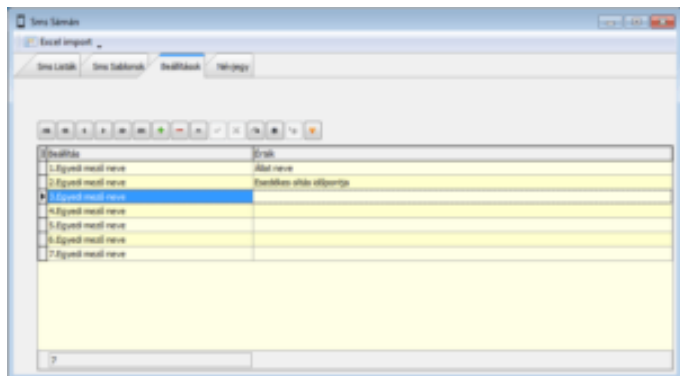 Sms Sámán
Excel import
Sms Listák Sms Sablonok Beállítások Névjegy
Beállítás Érték
1.Egyedi mező neve Állat neve
2.Egyedi mező neve Esedékes oltás időpontja
3.Egyedi mező neve
4.Egyedi mező neve
5.Egyedi mező neve
6.Egyedi mező neve
7.Egyedi mező neve
7